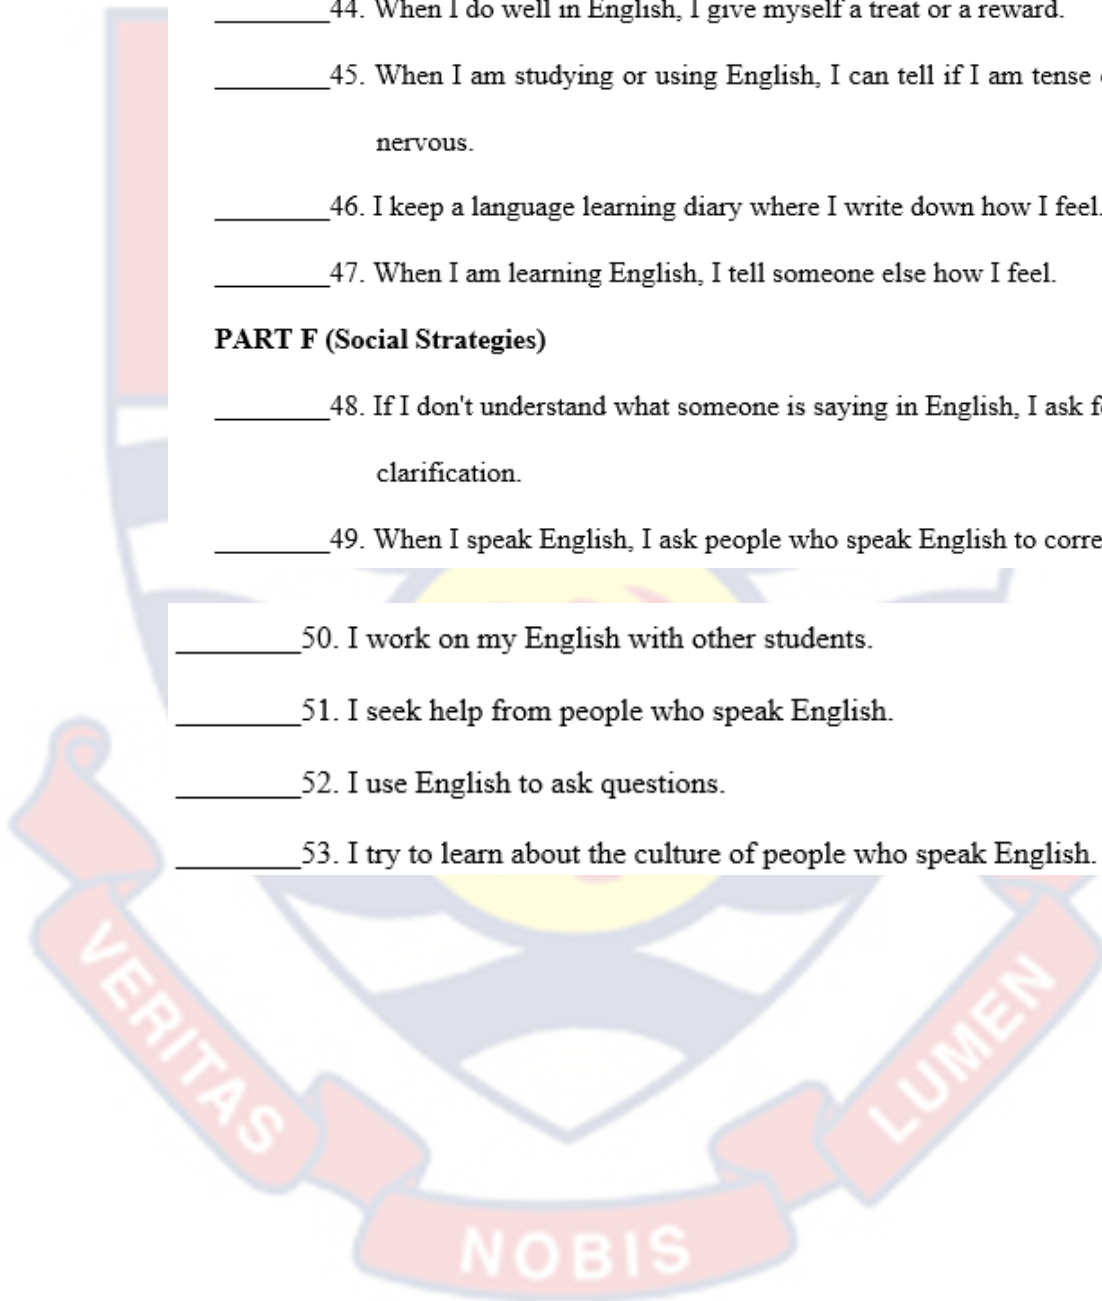 ________44. When I do well in English, I give myself a treat or a reward.
________45. When I am studying or using English, I can tell if I am tense
nervous.
________46. I keep a language learning diary where I write down how I feel.
________47. When I am learning English, I tell someone else how I feel.
PART F (Social Strategies)
________48. If I don't understand what someone is saying in English, I ask
clarification.
________49. When I speak English, I ask people who speak English to
________50. I work on my English with other students.
________51. I seek help from people who speak English.
________52. I use English to ask questions.
________53. I try to learn about the culture of people who speak English.
VERITAS
NOBIS
LUMEN